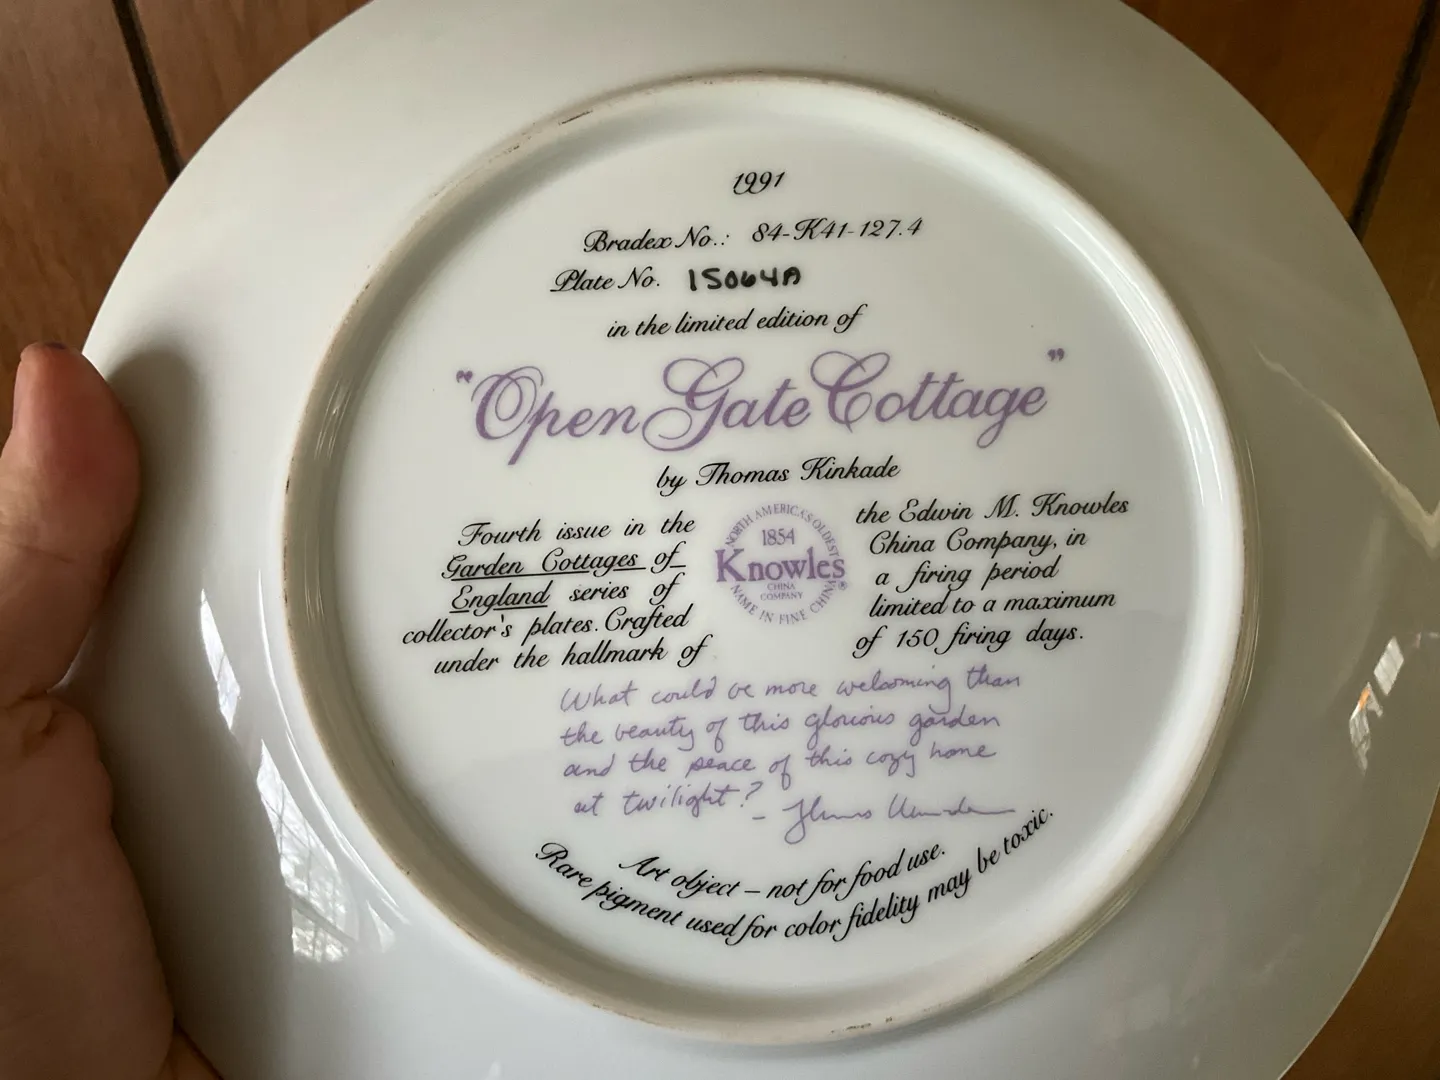 1991
Bradex No.: 84-K41-127.4
Plate No. 15064A
in the limited edition of
"Open Gate Cottage"
by Thomas Kinkade
Fourth issue in the
Garden Cottages of
England series of
collector's plates. Crafted
under the hallmark of
NORTH AMERICA'S OLDEST
1854
Knowles®
CHINA
COMPANY
NAME IN FINE CHINA
the Edwin M. Knowles
China Company, in
a firing period
limited to a maximum
of 150 firing days.
What could be more welcoming than
the beauty of this glorious garden
and the peace of this cozy home
at twilight? – Thomas Kinkade
Art object – not for food use.
Rare pigment used for color fidelity may be toxic.